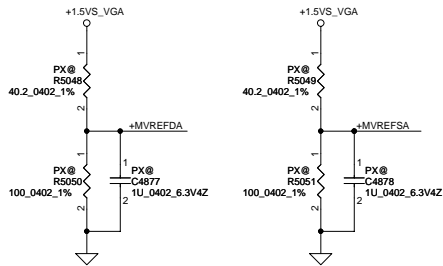 +1.5VS_VGA
1
PX@
R5048
40.2_0402_1%
2
+MVREFDA
1
PX@
R5050
100_0402_1%
2
1
PX@
C4877
1U_0402_6.3V4Z
2
+1.5VS_VGA
1
PX@
R5049
40.2_0402_1%
2
+MVREFSA
1
PX@
R5051
100_0402_1%
2
1
PX@
C4878
1U_0402_6.3V4Z
2